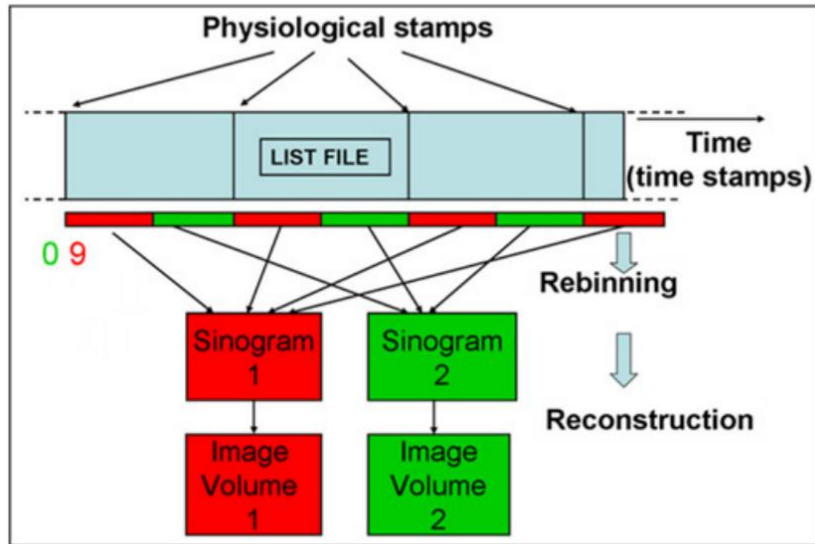 Physiological stamps
LIST FILE
Time
(time stamps)
0 9
Rebinning
Sinogram
1
Sinogram
2
Reconstruction
Image
Volume
1
Image
Volume
2